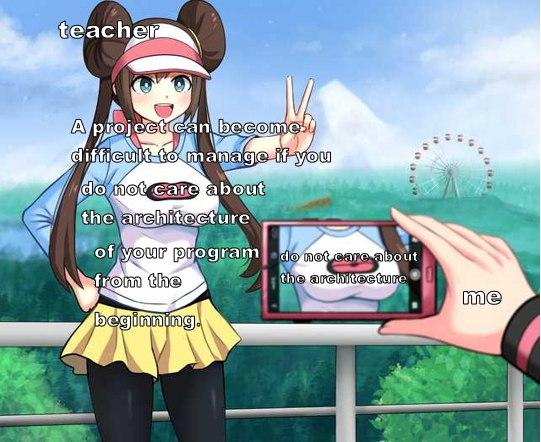 teacher
A project can become
difficult to manage if you
do not care about
the architecture
of your program
from the
beginning.
do not care about
the architecture
me